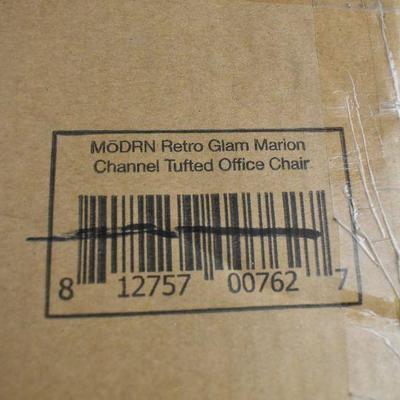 MōDRN Retro Glam Marion
Channel Tufted Office Chair
8 12757 00762 7